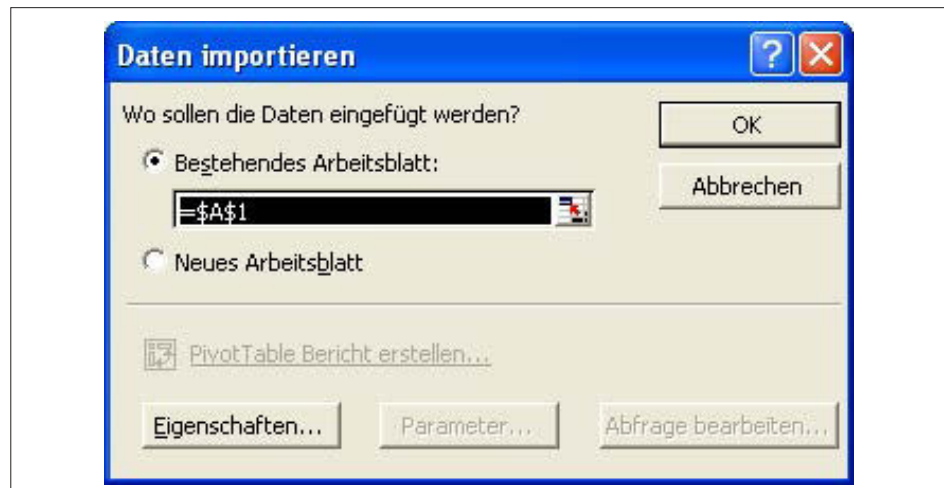 Daten importieren
Wo sollen die Daten eingefügt werden?
OK
Bestehendes Arbeitsblatt:
Abbrechen
=$A$1
Neues Arbeitsblatt
PivotTable Bericht erstellen...
Eigenschaften...
Parameter...
Abfrage bearbeiten...